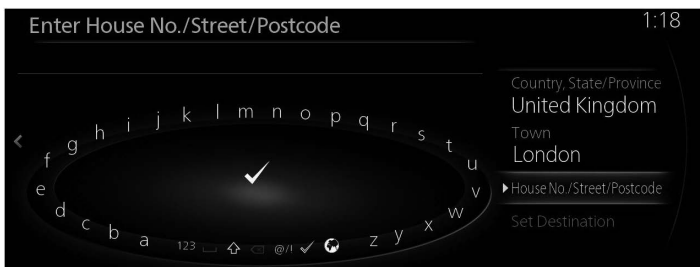 Enter House No./Street/Postcode
1:18
Country, State/Province
United Kingdom
Town
London
House No./Street/Postcode
Set Destination
a b c d e f g h i j k l m n o p q r s t u v w x y z
123 @/!